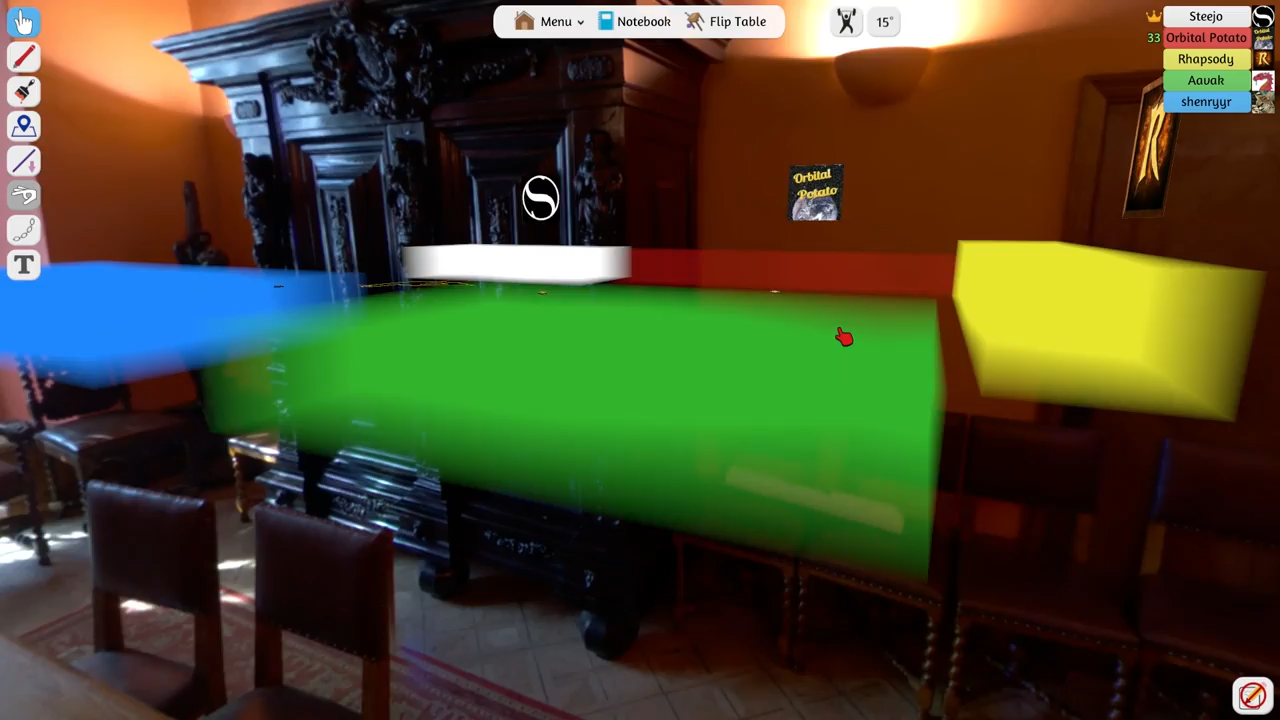 Menu
Notebook
Flip Table
15°
Steejo
33 Orbital Potato
Rhapsody
Aavak
shenryyr
T
Orbital
Potato
R
S